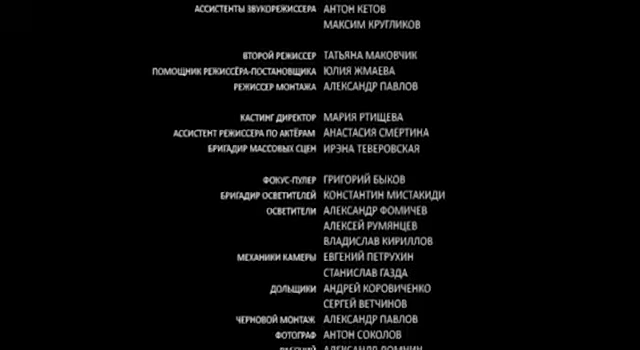 АССИСТЕНТЫ ЗВУКОРЕЖИССЕРА АНТОН КЕТОВ
МАКСИМ КРУГЛИКОВ
ВТОРОЙ РЕЖИССЕР ТАТЬЯНА МАКОВЧИК
ПОМОЩНИК РЕЖИССЁРА-ПОСТАНОВЩИКА ЮЛИЯ ЖМАЕВА
РЕЖИССЕР МОНТАЖА АЛЕКСАНДР ПАВЛОВ
КАСТИНГ ДИРЕКТОР МАРИЯ РТИЩЕВА
АССИСТЕНТ РЕЖИССЕРА ПО АКТЁРАМ АНАСТАСИЯ СМЕРТИНА
БРИГАДИР МАССОВЫХ СЦЕН ИРЭНА ТЕВЕРОВСКАЯ
ФОКУС-ПУЛЕР ГРИГОРИЙ БЫКОВ
БРИГАДИР ОСВЕТИТЕЛЕЙ КОНСТАНТИН МИСТАКИДИ
ОСВЕТИТЕЛИ АЛЕКСАНДР ФОМИЧЕВ
АЛЕКСЕЙ РУМЯНЦЕВ
ВЛАДИСЛАВ КИРИЛЛОВ
МЕХАНИКИ КАМЕРЫ ЕВГЕНИЙ ПЕТРУХИН
СТАНИСЛАВ ГАЗДА
ДОЛЬЩИКИ АНДРЕЙ КОРОВИЧЕНКО
СЕРГЕЙ ВЕТЧИНОВ
ЧЕРНОВОЙ МОНТАЖ АЛЕКСАНДР ПАВЛОВ
ФОТОГРАФ АНТОН СОКОЛОВ
АЛЕКСАНДР